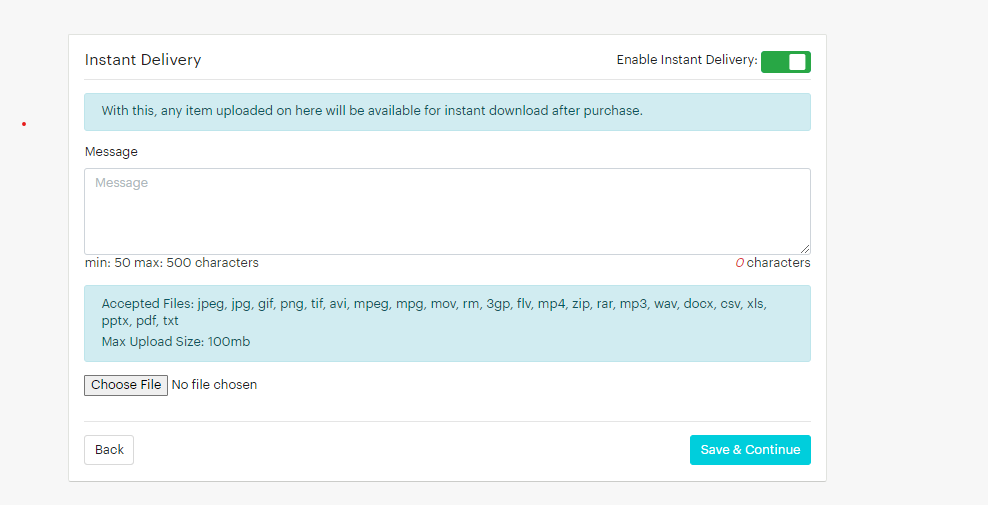 Instant Delivery
Enable Instant Delivery:
With this, any item uploaded on here will be available for instant download after purchase.
Message
Message
min: 50 max: 500 characters
0 characters
Accepted Files: jpeg, jpg, gif, png, tif, avi, mpeg, mpg, mov, rm, 3gp, flv, mp4, zip, rar, mp3, wav, docx, csv, xls,
pptx, pdf, txt
Max Upload Size: 100mb
Choose File No file chosen
Back
Save & Continue